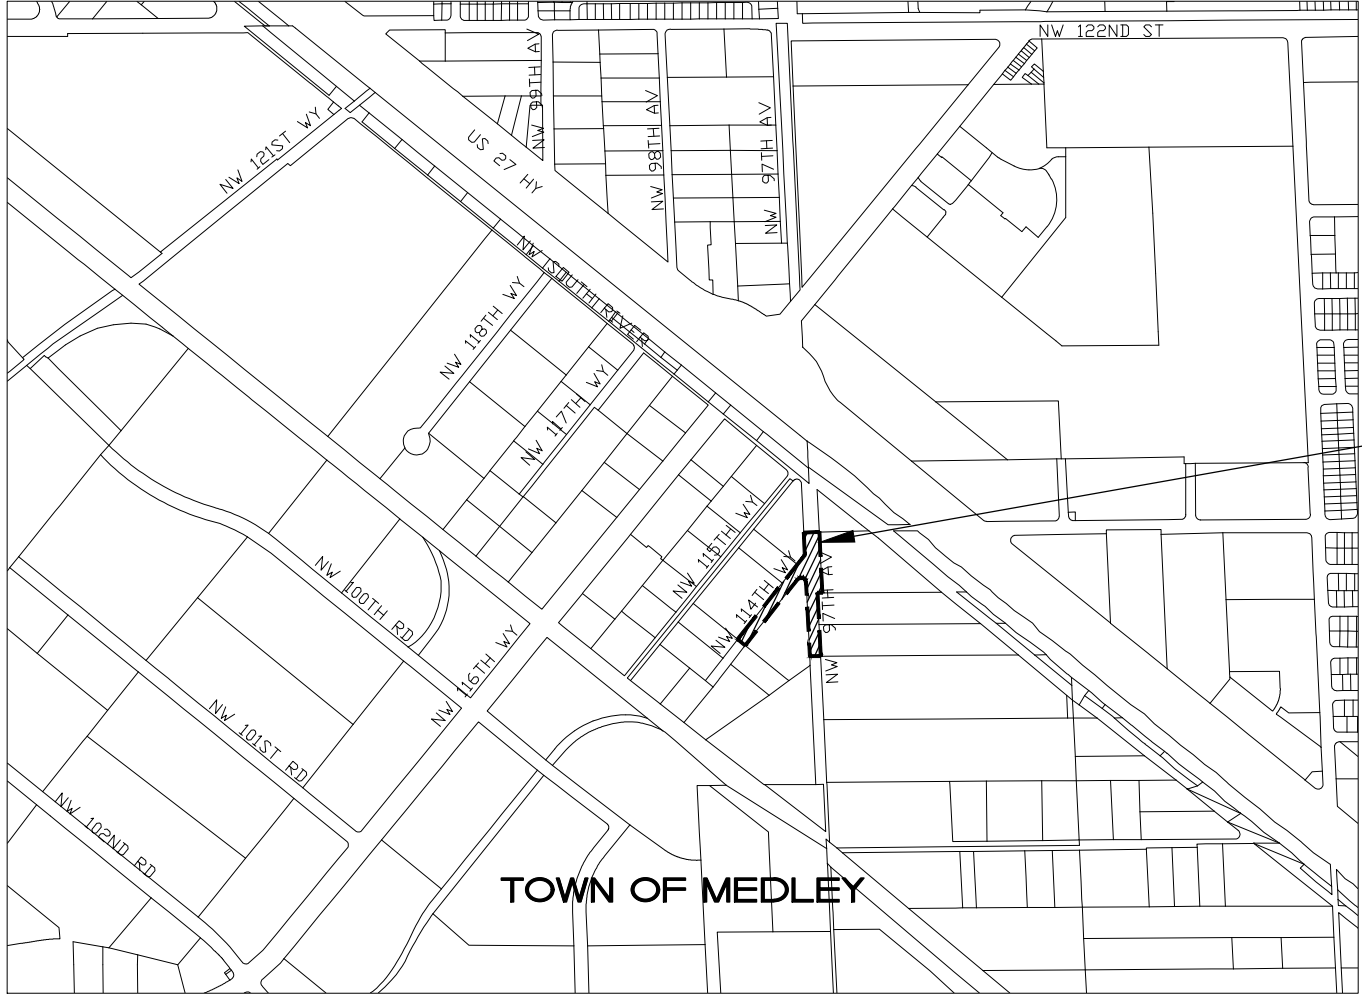 NW 122ND ST
NW 99TH AV
NW 98TH AV
NW 97TH AV
NW 121ST WY
US 27 HY
NW SOUTH RIVER
NW 118TH WY
NW 117TH WY
NW 115TH WY
NW 114TH WY
NW 97TH AV
NW 100TH RD
NW 116TH WY
NW 101ST RD
NW 102ND RD
TOWN OF MEDLEY